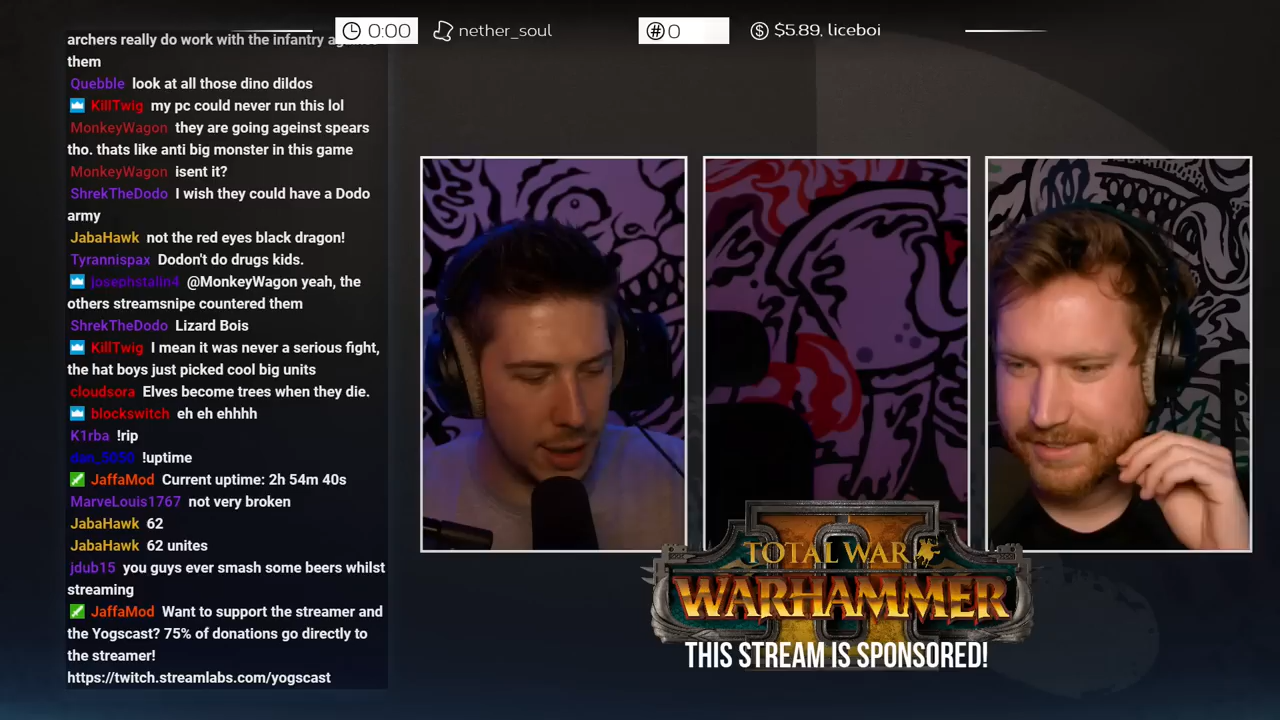 0:00
nether_soul
#0
$5.89, liceboi
archers really do work with the infantry against
them
Quebble look at all those dino dildos
KillTwig my pc could never run this lol
MonkeyWagon they are going against spears
tho. thats like anti big monster in this game
MonkeyWagon isent it?
ShrekTheDodo I wish they could have a Dodo
army
JabaHawk not the red eyes black dragon!
Tyrannispax Dodon't do drugs kids.
josephstalin4 @MonkeyWagon yeah, the
others streamsnipe countered them
ShrekTheDodo Lizard Bois
KillTwig I mean it was never a serious fight,
the hat boys just picked cool big units
cloudsora Elves become trees when they die.
blockswitch eh eh ehhhh
K1rba !rip
dan_5050 !uptime
JaffaMod Current uptime: 2h 54m 40s
MarveLouis1767 not very broken
JabaHawk 62
JabaHawk 62 unites
jdub15 you guys ever smash some beers whilst
streaming
JaffaMod Want to support the streamer and
the Yogscast? 75% of donations go directly to
the streamer!
https://twitch.streamlabs.com/yogscast
II
TOTAL WAR
WARHAMMER
THIS STREAM IS SPONSORED!